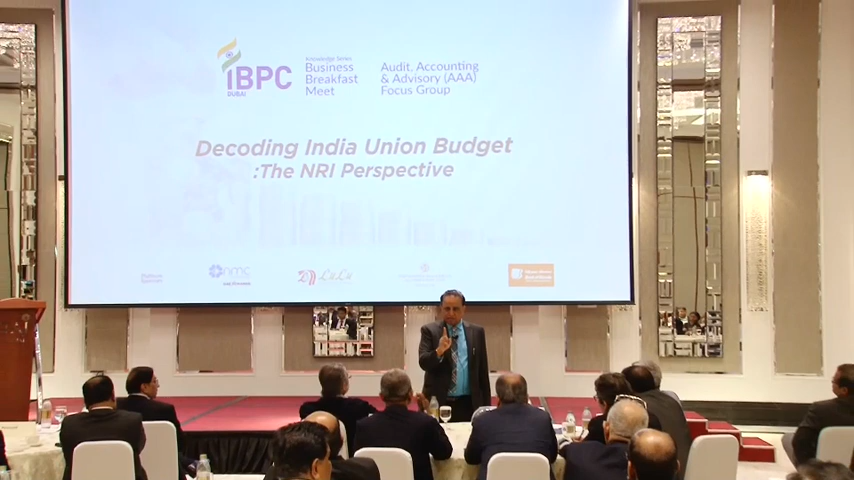 IBPC
DUBAI
Knowledge Series
Business
Breakfast
Meet
Audit, Accounting
& Advisory (AAA)
Focus Group
Decoding India Union Budget
:The NRI Perspective
nmc
LuLu